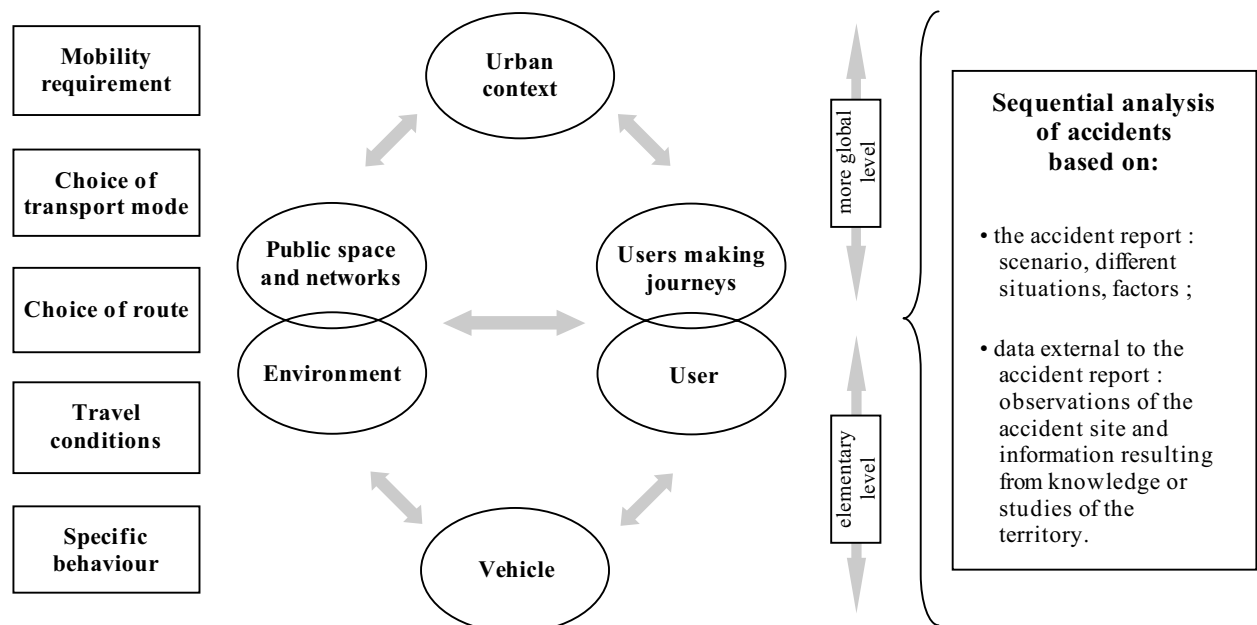 Mobility
requirement
Choice of
transport mode
Choice of route
Travel
conditions
Specific
behaviour
Urban
context
Public space
and networks
Environment
Users making
journeys
User
Vehicle
more global
level
elementary
level
Sequential analysis
of accidents
based on:
• the accident report :
scenario, different
situations, factors ;
• data external to the
accident report :
observations of the
accident site and
information resulting
from knowledge or
studies of the
territory.